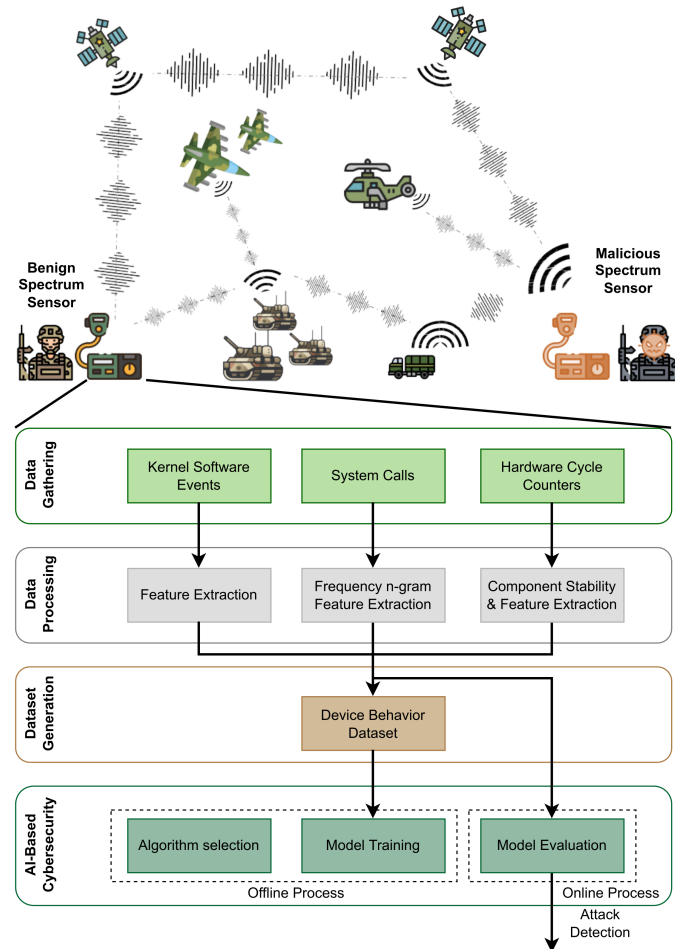 Benign
Spectrum
Sensor
Malicious
Spectrum
Sensor
Data
Gathering
Kernel Software
Events
System Calls
Hardware Cycle
Counters
Data
Processing
Feature Extraction
Frequency n-gram
Feature Extraction
Component Stability
& Feature Extraction
Dataset
Generation
Device Behavior
Dataset
AI-Based
Cybersecurity
Algorithm selection
Model Training
Model Evaluation
Offline Process
Online Process
Attack
Detection